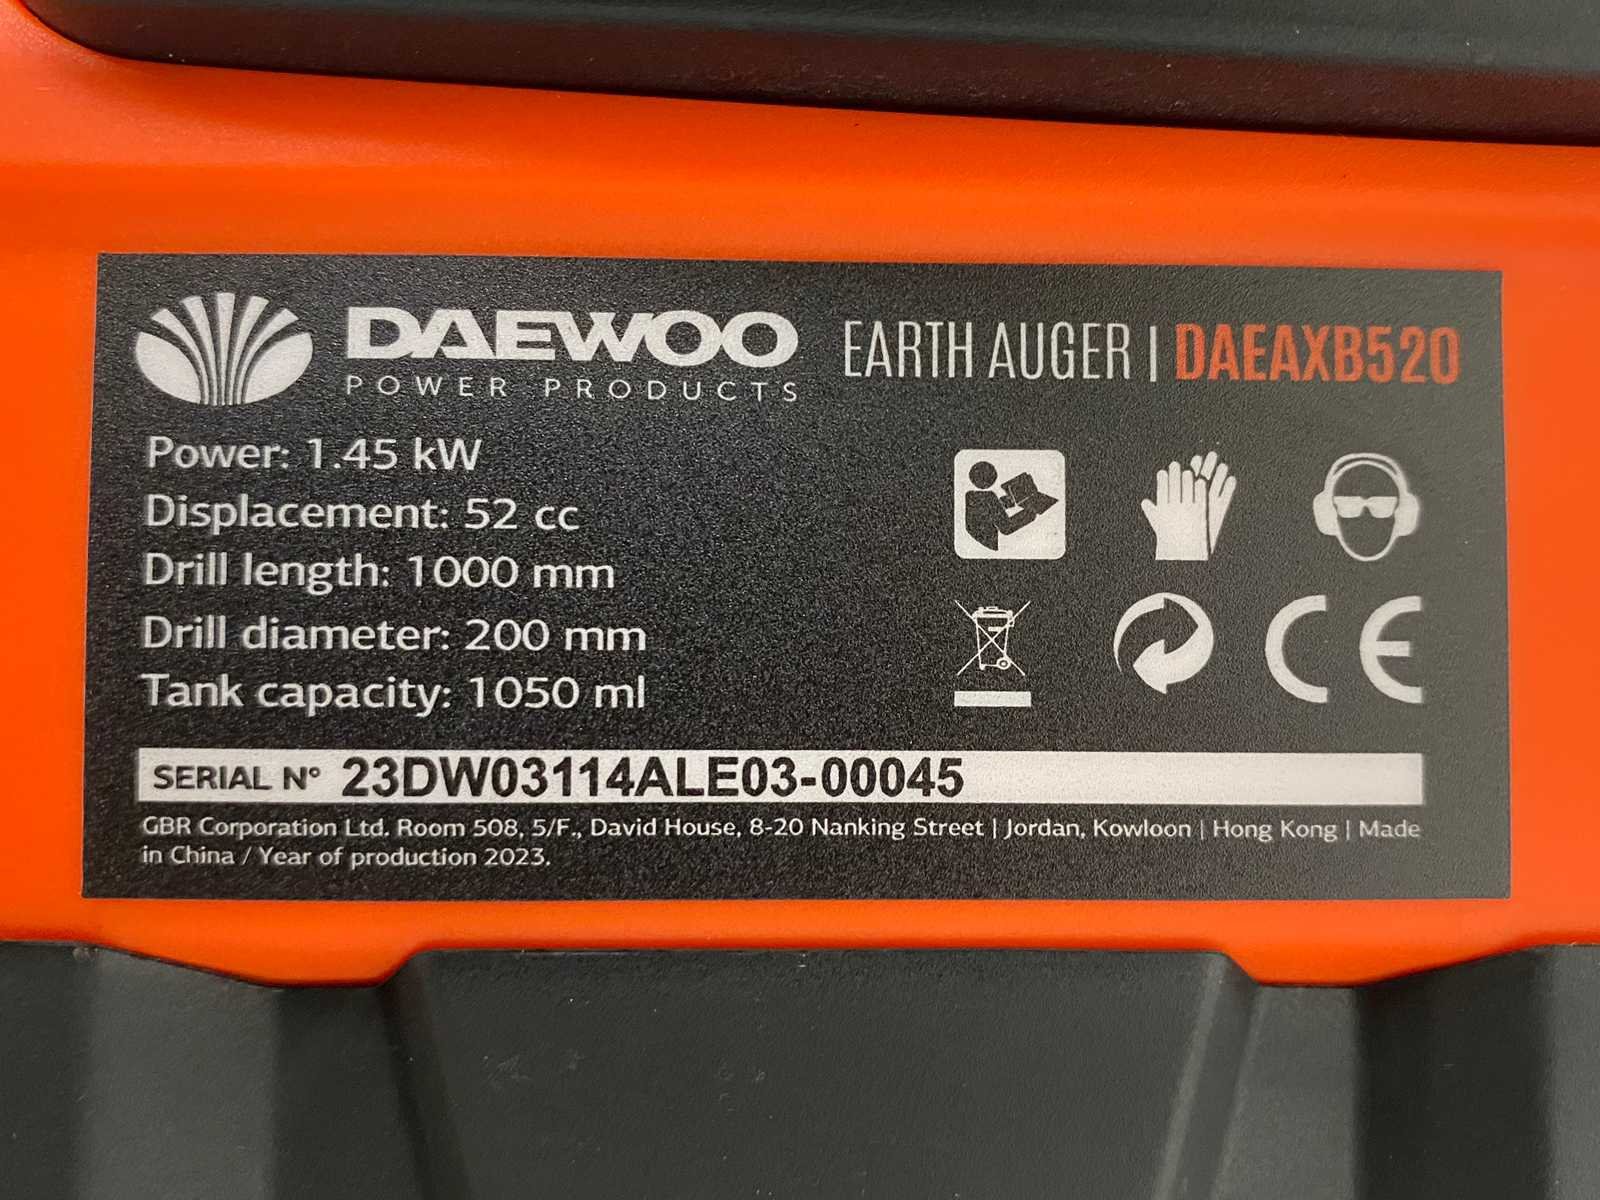 DAEWOO
POWER PRODUCTS
EARTH AUGER | DAEAXB520
Power: 1.45 kW
Displacement: 52 cc
Drill length: 1000 mm
Drill diameter: 200 mm
Tank capacity: 1050 ml
CE
SERIAL N° 23DW03114ALE03-00045
GBR Corporation Ltd. Room 508, 5/F., David House, 8-20 Nanking Street | Jordan, Kowloon | Hong Kong | Made
in China / Year of production 2023.